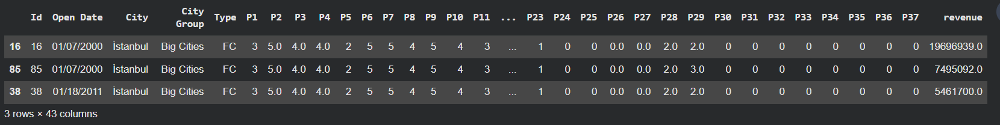 Id Open Date City City Group Type P1 P2 P3 P4 P5 P6 P7 P8 P9 P10 P11 ... P23 P24 P25 P26 P27 P28 P29 P30 P31 P32 P33 P34 P35 P36 P37 revenue
16 16 01/07/2000 İstanbul Big Cities FC 3 5.0 4.0 4.0 2 5 5 4 5 4 3 ... 1 0 0 0.0 0.0 2.0 2.0 0 0 0 0 0 0 0 0 19696939.0
85 85 01/07/2000 İstanbul Big Cities FC 3 5.0 4.0 4.0 2 5 5 4 5 4 3 ... 1 0 0 0.0 0.0 2.0 3.0 0 0 0 0 0 0 0 0 7495092.0
38 38 01/18/2011 İstanbul Big Cities FC 3 5.0 4.0 4.0 2 5 5 4 5 4 3 ... 1 0 0 0.0 0.0 2.0 2.0 0 0 0 0 0 0 0 0 5461700.0
3 rows × 43 columns